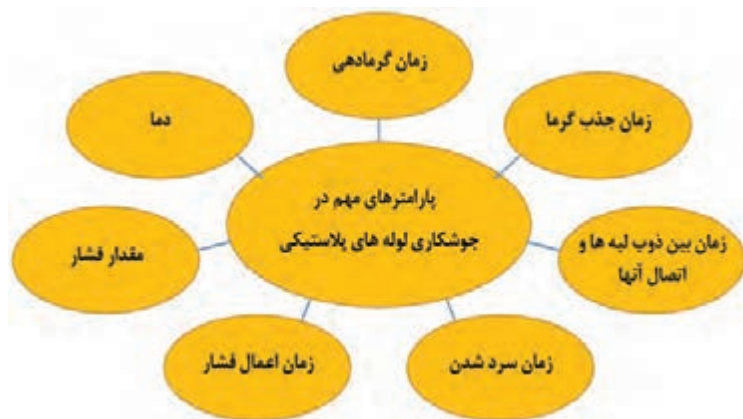 زمان گرمادهی
زمان جذب گرما
دما
پارامترهای مهم در
جوشکاری لوله های پلاستیکی
زمان بین ذوب لبه ها و
اتصال آنها
مقدار فشار
زمان سرد شدن
زمان اعمال فشار